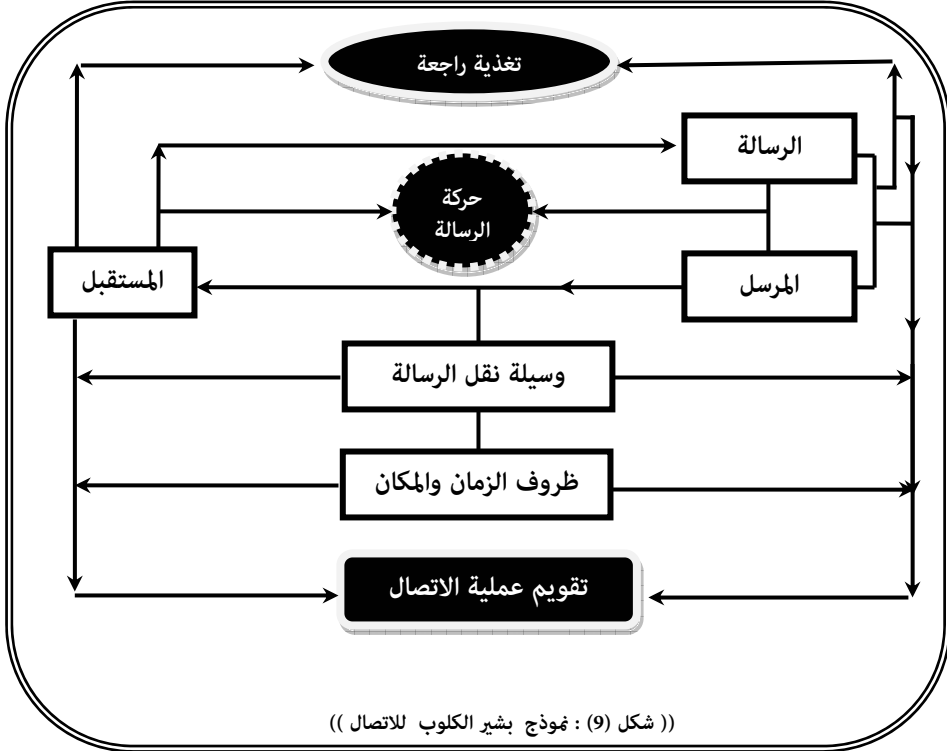 تغذية راجعة
الرسالة
حركة
الرسالة
المرسل
المستقبل
وسيلة نقل الرسالة
ظروف الزمان والمكان
تقويم عملية الاتصال
(( شكل (9) : نموذج بشير الكلوب للاتصال ))